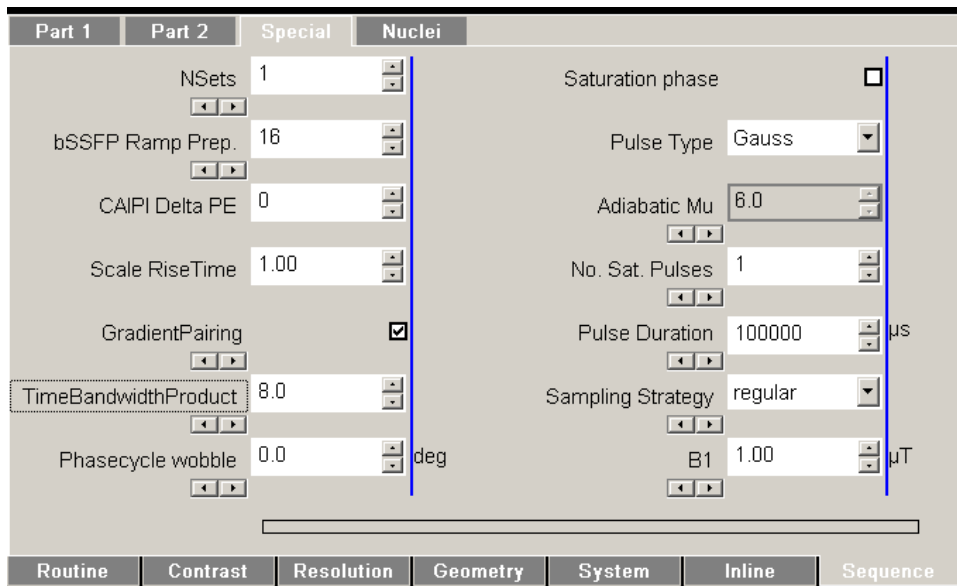 Part 1 Part 2 Special Nuclei
NSets 1
bSSFP Ramp Prep. 16
CAIPI Delta PE 0
Scale RiseTime 1.00
GradientPairing
TimeBandwidthProduct 8.0
Phasecycle wobble 0.0 deg
Saturation phase
Pulse Type Gauss
Adiabatic Mu 6.0
No. Sat. Pulses 1
Pulse Duration 100000 µs
Sampling Strategy regular
B1 1.00 µT
Routine Contrast Resolution Geometry System Inline Sequence